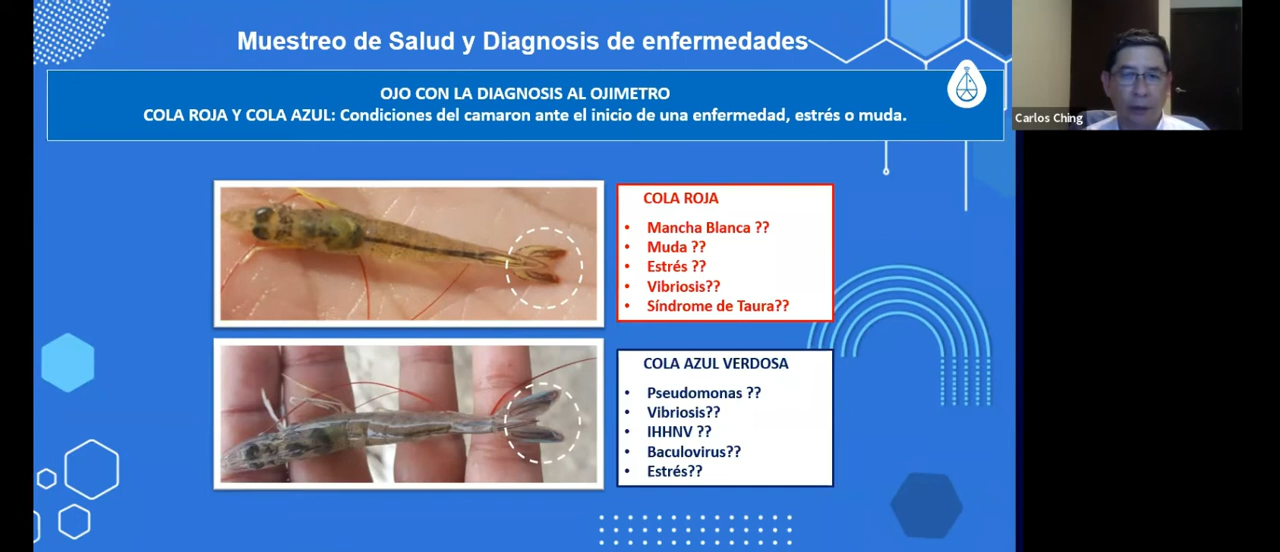 Muestreo de Salud y Diagnosis de enfermedades
OJO CON LA DIAGNOSIS AL OJIMETRO
COLA ROJA Y COLA AZUL: Condiciones del camaron ante el inicio de una enfermedad, estrés o muda.
Carlos Ching
COLA ROJA
• Mancha Blanca ??
• Muda ??
• Estrés ??
• Vibriosis??
• Síndrome de Taura??
COLA AZUL VERDOSA
• Pseudomonas ??
• Vibriosis??
• IHHNV ??
• Baculovirus??
• Estrés??